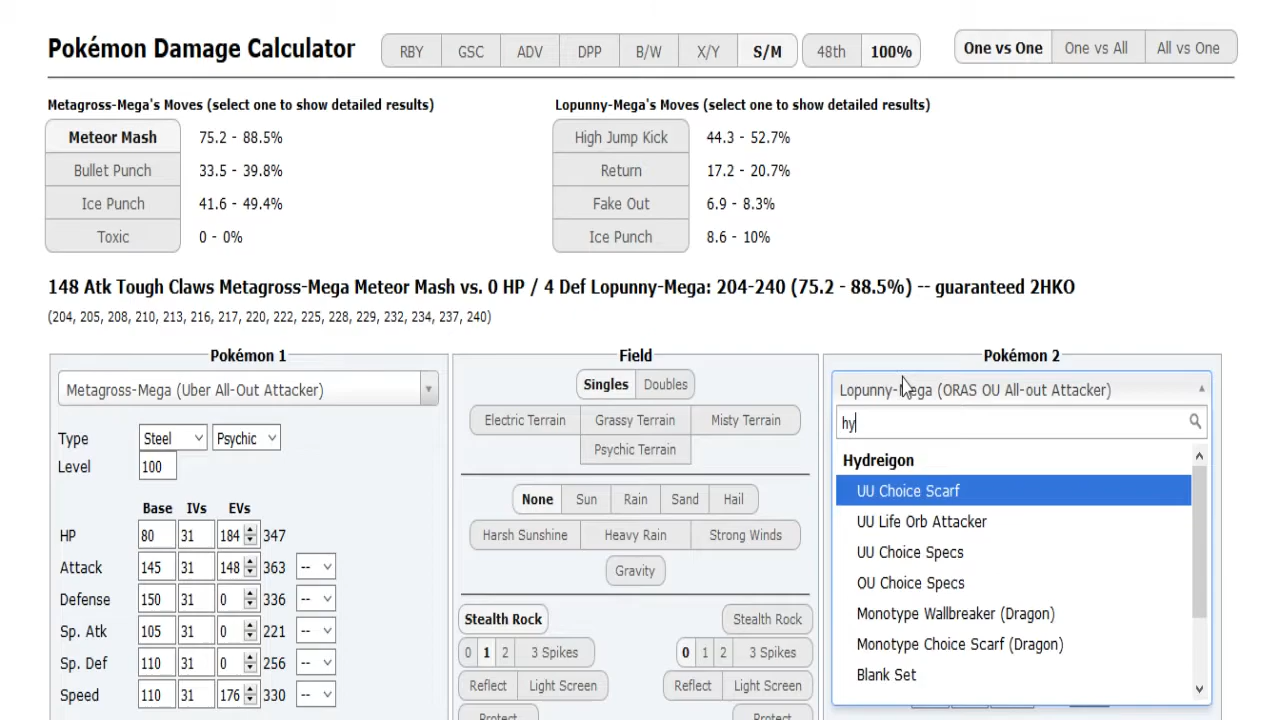 Pokémon Damage Calculator
RBY GSC ADV DPP B/W X/Y S/M 48th 100%
One vs One One vs All All vs One
Metagross-Mega's Moves (select one to show detailed results)
Meteor Mash 75.2 - 88.5%
Bullet Punch 33.5 - 39.8%
Ice Punch 41.6 - 49.4%
Toxic 0 - 0%
Lopunny-Mega's Moves (select one to show detailed results)
High Jump Kick 44.3 - 52.7%
Return 17.2 - 20.7%
Fake Out 6.9 - 8.3%
Ice Punch 8.6 - 10%
148 Atk Tough Claws Metagross-Mega Meteor Mash vs. 0 HP / 4 Def Lopunny-Mega: 204-240 (75.2 - 88.5%) -- guaranteed 2HKO
(204, 205, 208, 210, 213, 216, 217, 220, 222, 225, 228, 229, 232, 234, 237, 240)
Pokémon 1
Metagross-Mega (Uber All-Out Attacker)
Type Steel Psychic
Level 100
Base IVs EVs
HP 80 31 184 347
Attack 145 31 148 363 --
Defense 150 31 0 336 --
Sp. Atk 105 31 0 221 --
Sp. Def 110 31 0 256 --
Speed 110 31 176 330 --
Field
Singles Doubles
Electric Terrain Grassy Terrain Misty Terrain
Psychic Terrain
None Sun Rain Sand Hail
Harsh Sunshine Heavy Rain Strong Winds
Gravity
Stealth Rock Stealth Rock
0 1 2 3 Spikes 0 1 2 3 Spikes
Reflect Light Screen Reflect Light Screen
Protect Protect
Pokémon 2
Lopunny-Mega (ORAS OU All-out Attacker)
hy
Hydreigon
UU Choice Scarf
UU Life Orb Attacker
UU Choice Specs
OU Choice Specs
Monotype Wallbreaker (Dragon)
Monotype Choice Scarf (Dragon)
Blank Set